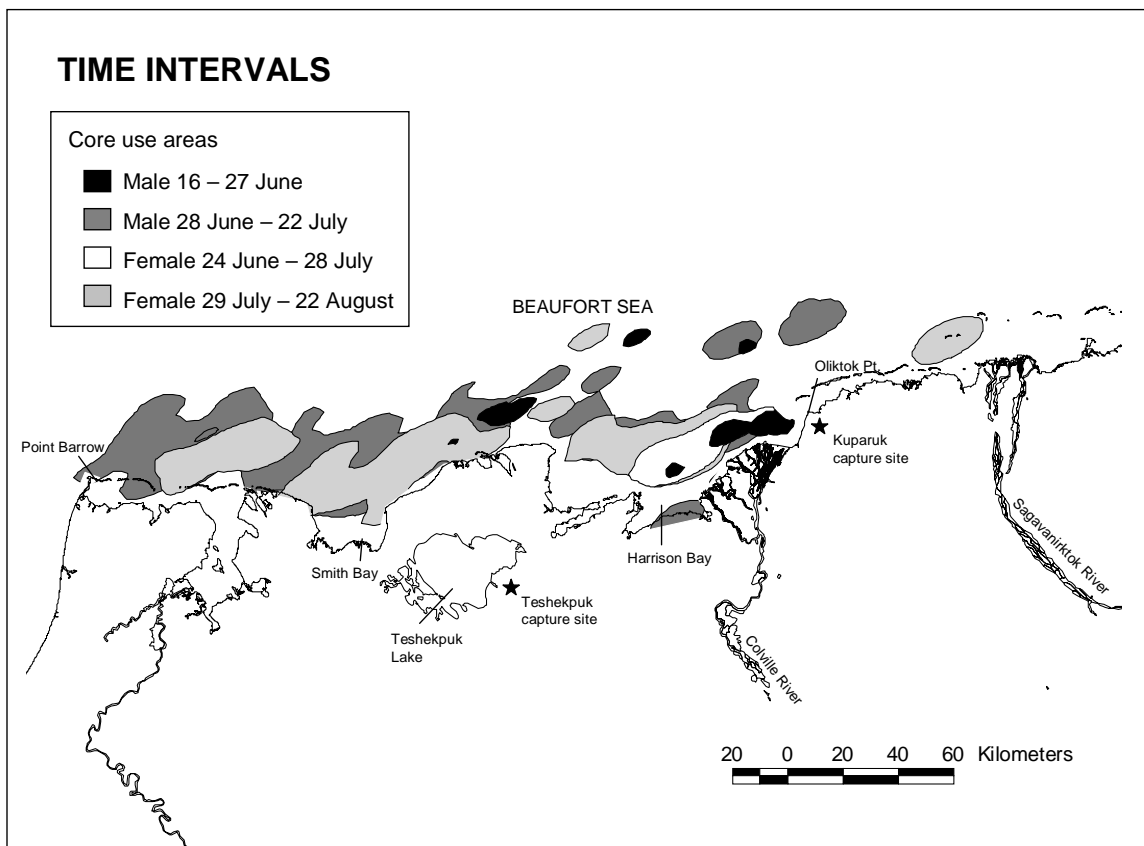 TIME INTERVALS
Core use areas
Male 16 – 27 June
Male 28 June – 22 July
Female 24 June – 28 July
Female 29 July – 22 August
BEAUFORT SEA
Oliktok Pt.
Point Barrow
Kuparuk
capture site
Sagavanirktok River
Smith Bay
Harrison Bay
Teshekpuk
capture site
Teshekpuk
Lake
Colville River
20 0 20 40 60 Kilometers